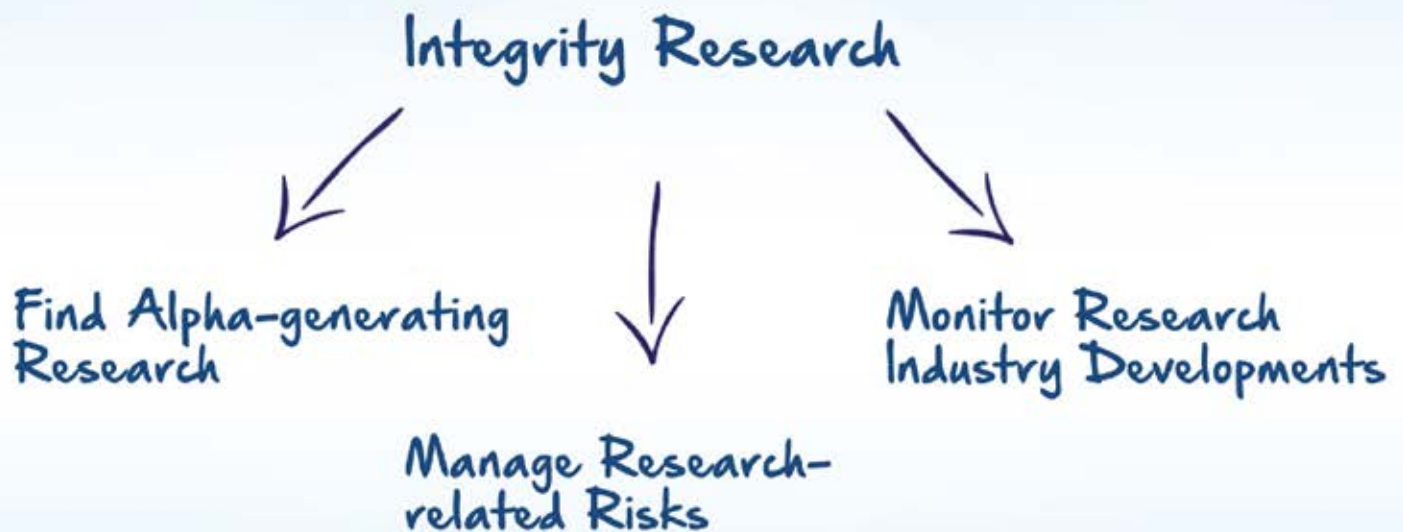 Integrity Research
Find Alpha-generating
Research
Manage Research-
related Risks
Monitor Research
Industry Developments